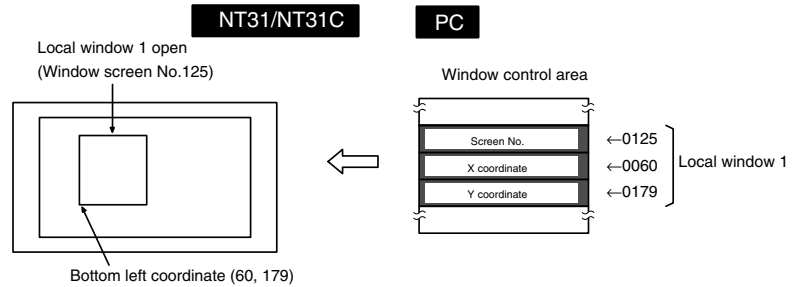 NT31/NT31C
PC
Local window 1 open
(Window screen No.125)
Window control area
Screen No.
←0125
X coordinate
←0060
Local window 1
Y coordinate
←0179
Bottom left coordinate (60, 179)